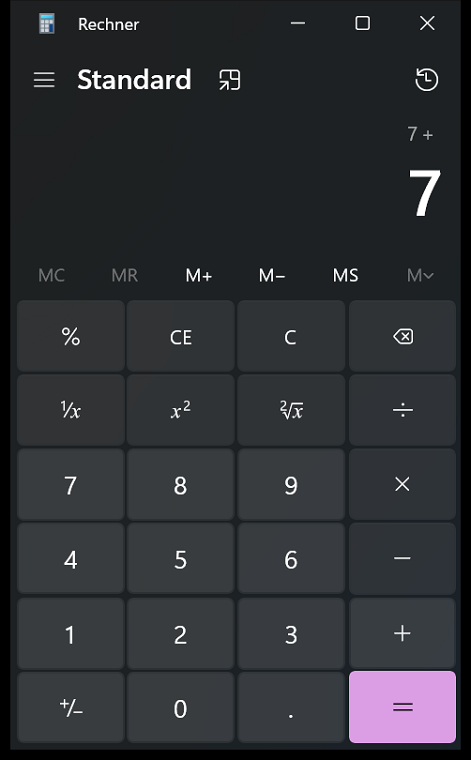 Rechner
Standard
7 +
7
MC MR M+ M− MS M
% CE C
¹/x x² ²√x ÷
7 8 9 ×
4 5 6 −
1 2 3 +
+/− 0 . =